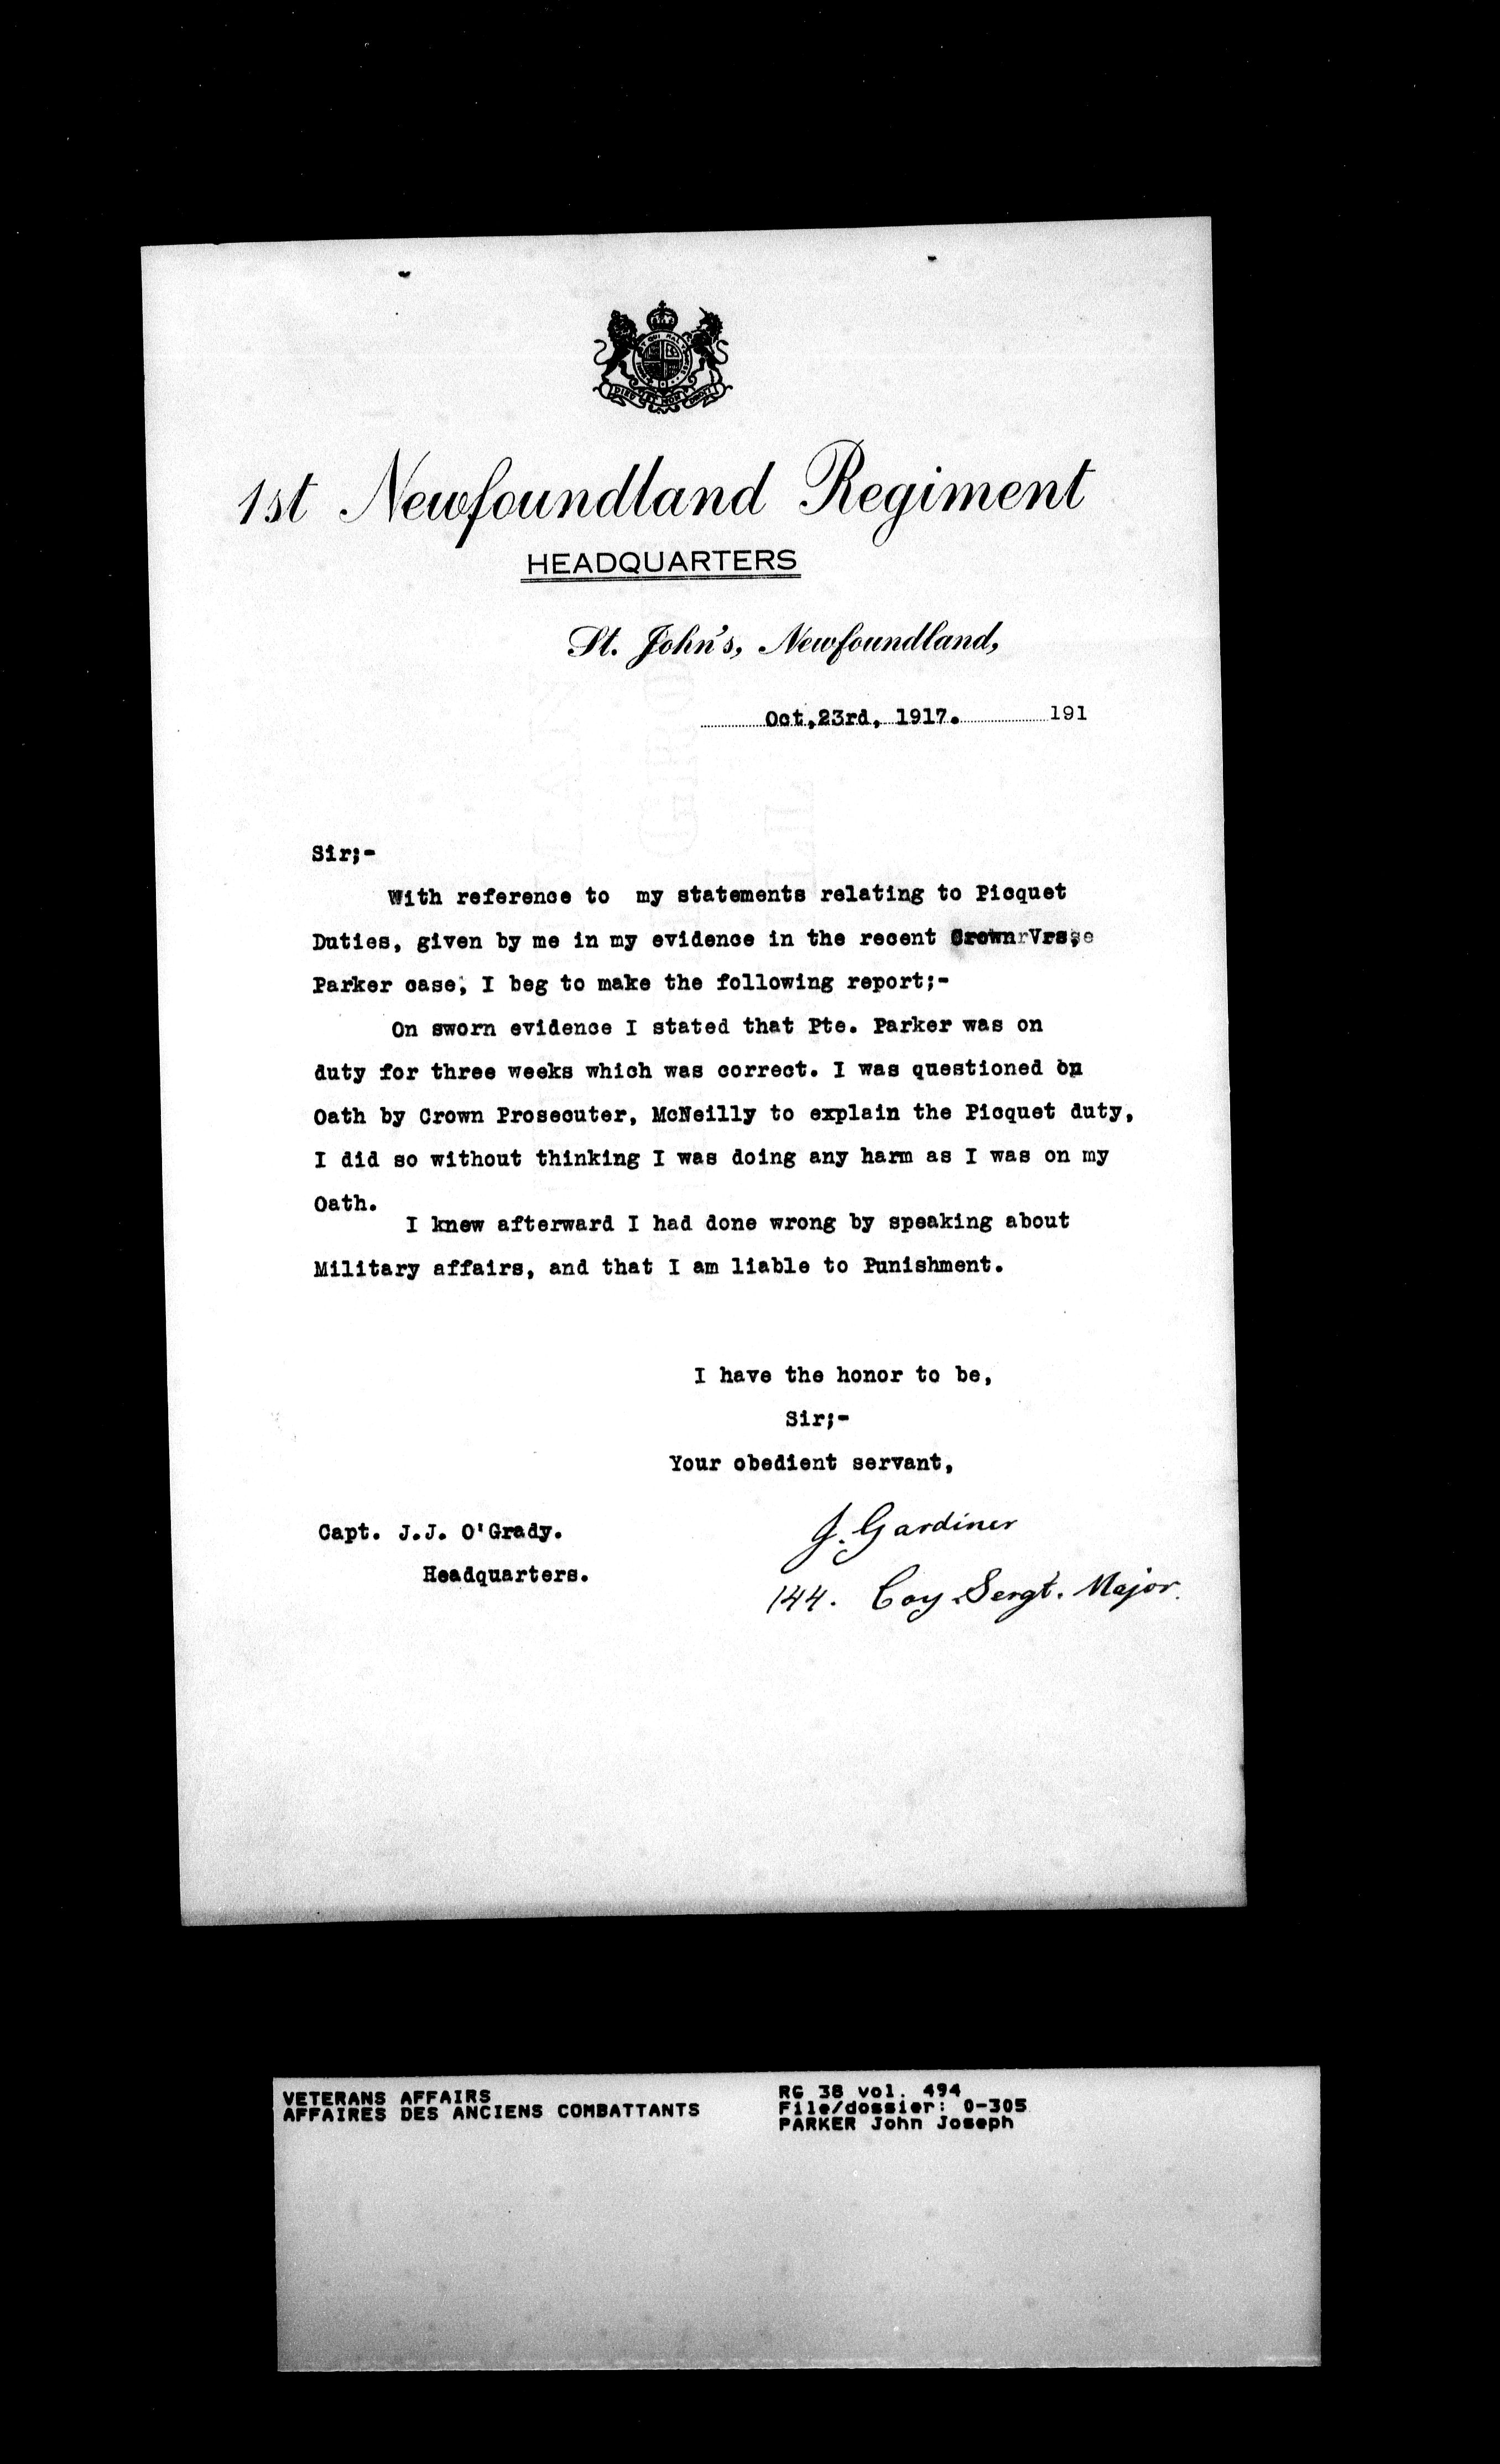 1st Newfoundland Regiment
HEADQUARTERS
St. John's, Newfoundland,
Oct,23rd, 1917. 191
Sir;-
With reference to my statements relating to Picquet
Duties, given by me in my evidence in the recent Crown Vrs,
Parker case, I beg to make the following report;-
On sworn evidence I stated that Pte. Parker was on
duty for three weeks which was correct. I was questioned on
Oath by Crown Prosecuter, McNeilly to explain the Picquet duty,
I did so without thinking I was doing any harm as I was on my
Oath.
I knew afterward I had done wrong by speaking about
Military affairs, and that I am liable to Punishment.
I have the honor to be,
Sir;-
Your obedient servant,
J. Gardiner
Capt. J.J. O'Grady.
Headquarters.
144. Coy Sergt. Major.
VETERANS AFFAIRS
AFFAIRES DES ANCIENS COMBATTANTS
RG 38 vol. 494
File/dossier: 0-305
PARKER John Joseph